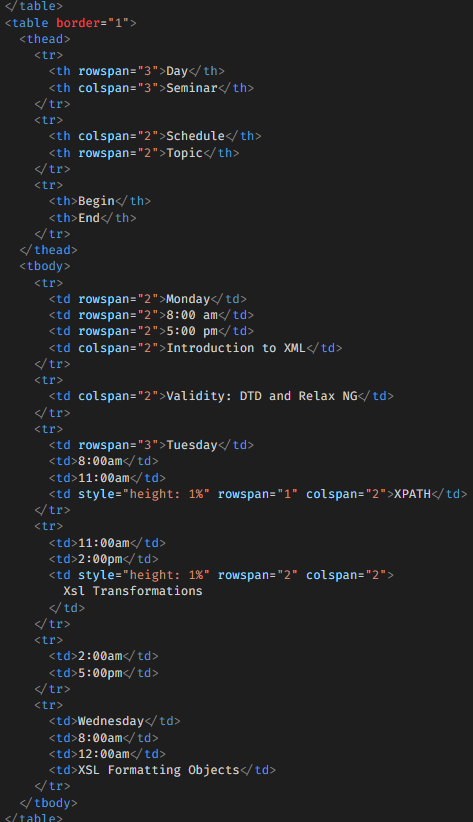 </table>
<table border="1">
  <thead>
    <tr>
      <th rowspan="3">Day</th>
      <th colspan="3">Seminar</th>
    </tr>
    <tr>
      <th colspan="2">Schedule</th>
      <th rowspan="2">Topic</th>
    </tr>
    <tr>
      <th>Begin</th>
      <th>End</th>
    </tr>
  </thead>
  <tbody>
    <tr>
      <td rowspan="2">Monday</td>
      <td rowspan="2">8:00 am</td>
      <td rowspan="2">5:00 pm</td>
      <td colspan="2">Introduction to XML</td>
    </tr>
    <tr>
      <td colspan="2">Validity: DTD and Relax NG</td>
    </tr>
    <tr>
      <td rowspan="3">Tuesday</td>
      <td>8:00am</td>
      <td>11:00am</td>
      <td style="height: 1%" rowspan="1" colspan="2">XPATH</td>
    </tr>
    <tr>
      <td>11:00am</td>
      <td>2:00pm</td>
      <td style="height: 1%" rowspan="2" colspan="2">
        Xsl Transformations
      </td>
    </tr>
    <tr>
      <td>2:00am</td>
      <td>5:00pm</td>
    </tr>
    <tr>
      <td>Wednesday</td>
      <td>8:00am</td>
      <td>12:00am</td>
      <td>XSL Formatting Objects</td>
    </tr>
  </tbody>
</table>